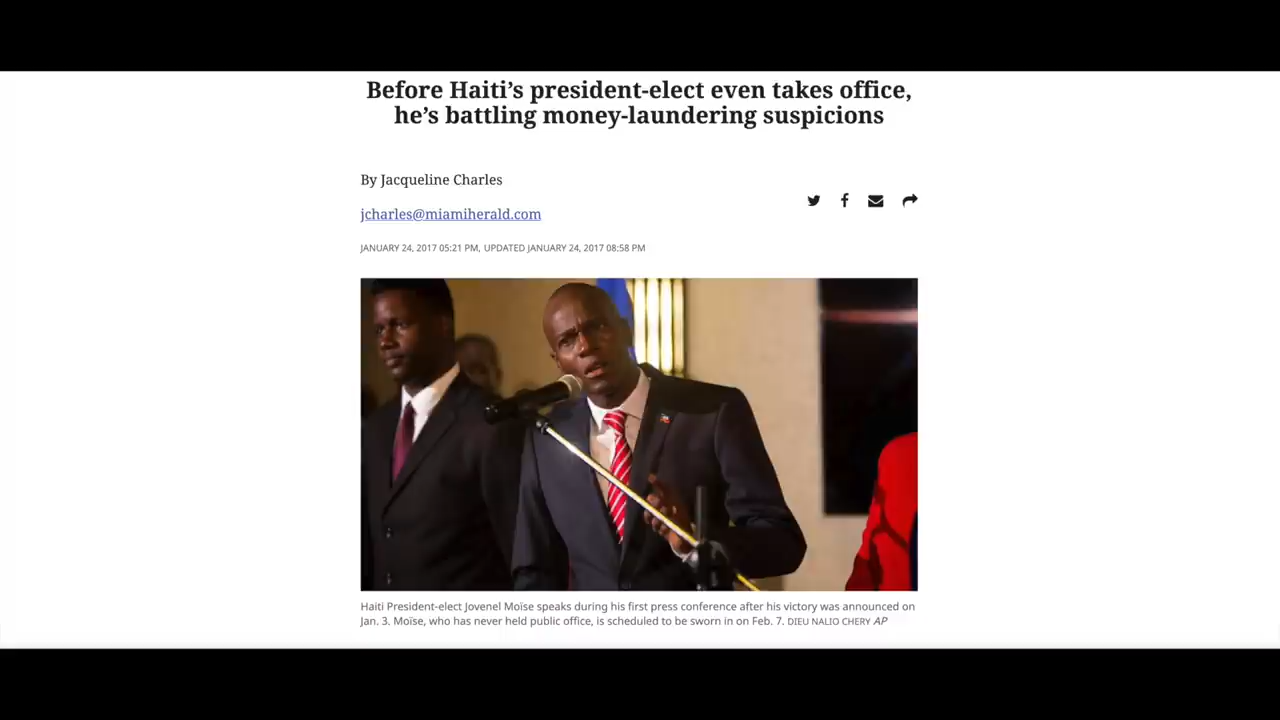 Before Haiti’s president-elect even takes office,
he’s battling money-laundering suspicions
By Jacqueline Charles
jcharles@miamiherald.com
JANUARY 24, 2017 05:21 PM, UPDATED JANUARY 24, 2017 08:58 PM
Haiti President-elect Jovenel Moïse speaks during his first press conference after his victory was announced on
Jan. 3. Moïse, who has never held public office, is scheduled to be sworn in on Feb. 7. DIEU NALIO CHERY AP